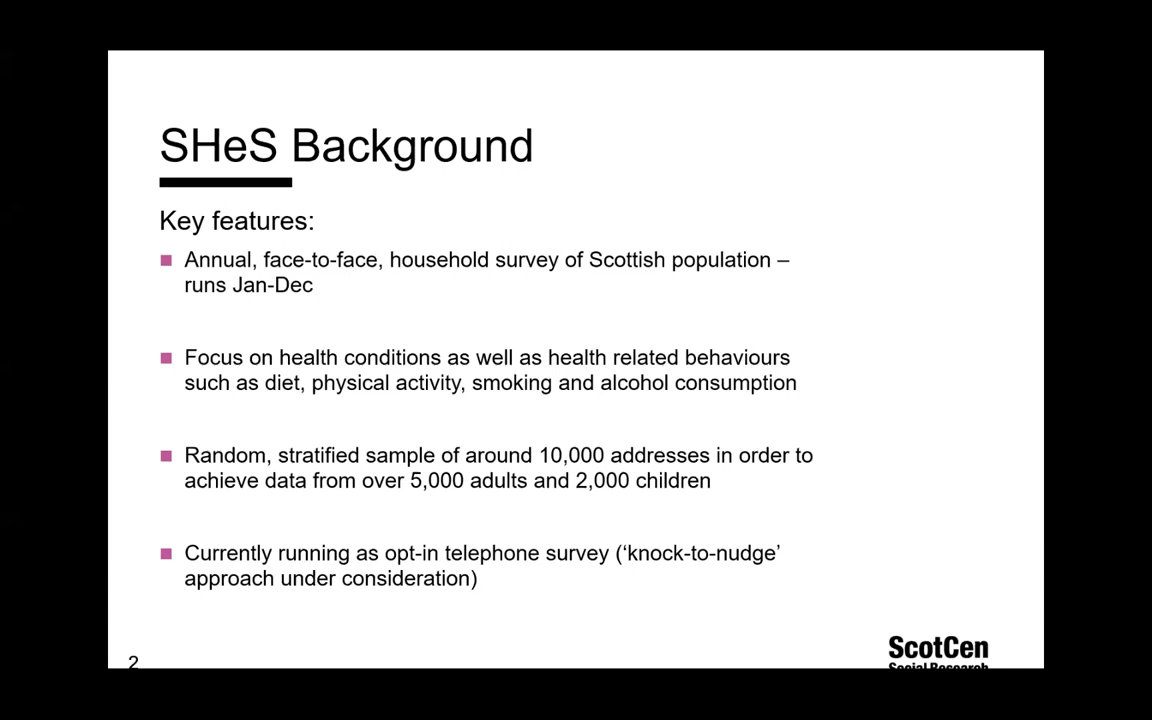 SHeS Background
Key features:
Annual, face-to-face, household survey of Scottish population –
runs Jan-Dec
Focus on health conditions as well as health related behaviours
such as diet, physical activity, smoking and alcohol consumption
Random, stratified sample of around 10,000 addresses in order to
achieve data from over 5,000 adults and 2,000 children
Currently running as opt-in telephone survey (‘knock-to-nudge’
approach under consideration)
2
ScotCen
Social Research